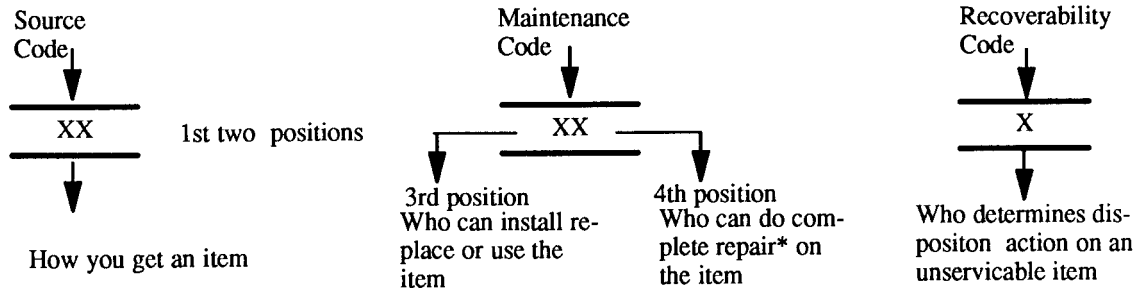 Source
Code
XX
1st two positions
How you get an item
Maintenance
Code
XX
3rd position
Who can install re-
place or use the
item
4th position
Who can do com-
plete repair* on
the item
Recoverability
Code
X
Who determines dis-
positon action on an
unservicable item